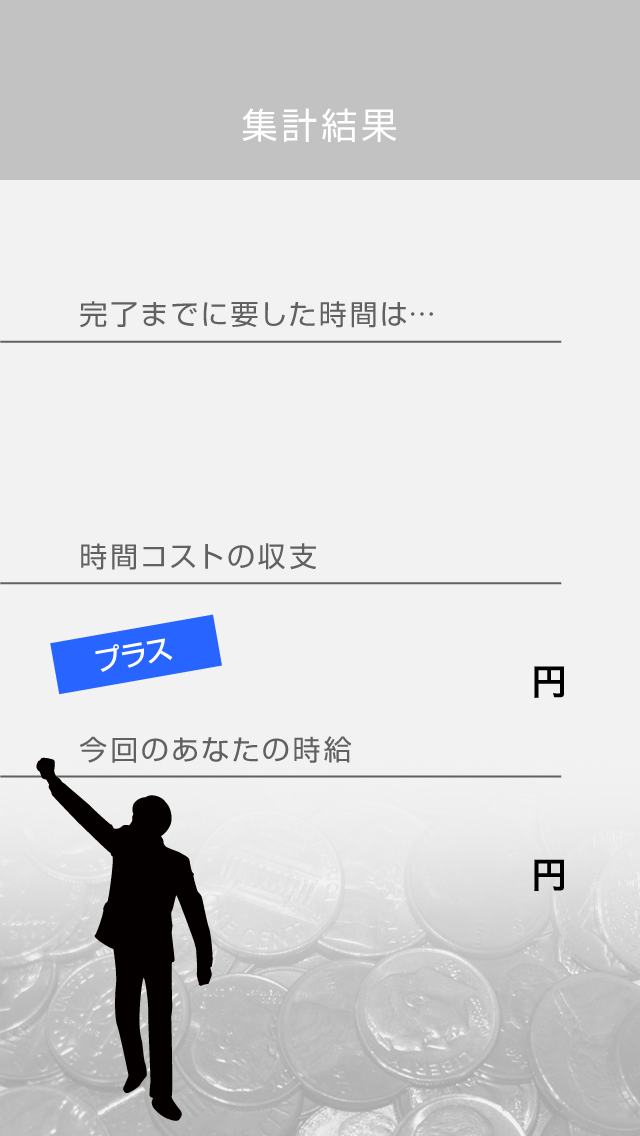 集計結果
完了までに要した時間は…
時間コストの収支
プラス
円
今回のあなたの時給
円